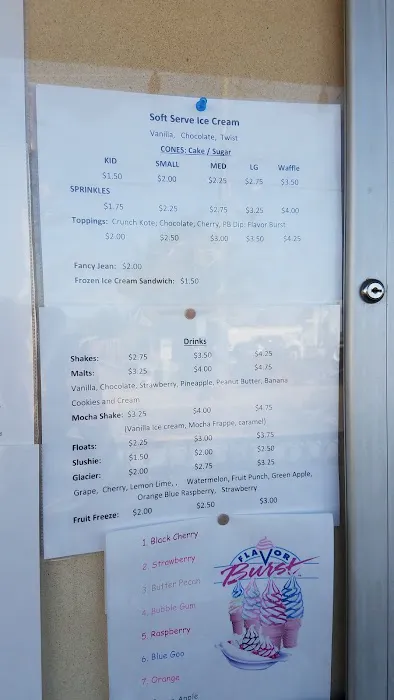 Soft Serve Ice Cream
Vanilla, Chocolate, Twist
CONES: Cake / Sugar
KID SMALL MED LG Waffle
$1.50 $2.00 $2.25 $2.75 $3.50
SPRINKLES
$1.75 $2.25 $2.75 $3.25 $4.00
Toppings: Crunch Kote, Chocolate, Cherry, PB Dip, Flavor Burst
$2.00 $2.50 $3.00 $3.50 $4.25
Fancy Jean: $2.00
Frozen Ice Cream Sandwich: $1.50
Drinks
Shakes: $2.75 $3.50 $4.25
Malts: $3.25 $4.00 $4.75
Vanilla, Chocolate, Strawberry, Pineapple, Peanut Butter, Banana
Cookies and Cream
Mocha Shake: $3.25 $4.00 $4.75
(Vanilla Ice cream, Mocha Frappe, caramel)
Floats: $2.25 $3.00 $3.75
Slushie: $1.50 $2.00 $2.50
Glacier: $2.00 $2.75 $3.25
Grape, Cherry, Lemon Lime, , Watermelon, Fruit Punch, Green Apple,
Orange Blue Raspberry, Strawberry
Fruit Freeze: $2.00 $2.50 $3.00
1. Black Cherry
2. Strawberry
3. Butter Pecan
4. Bubble Gum
5. Raspberry
6. Blue Goo
7. Orange
Apple
FLAVOR
Burst